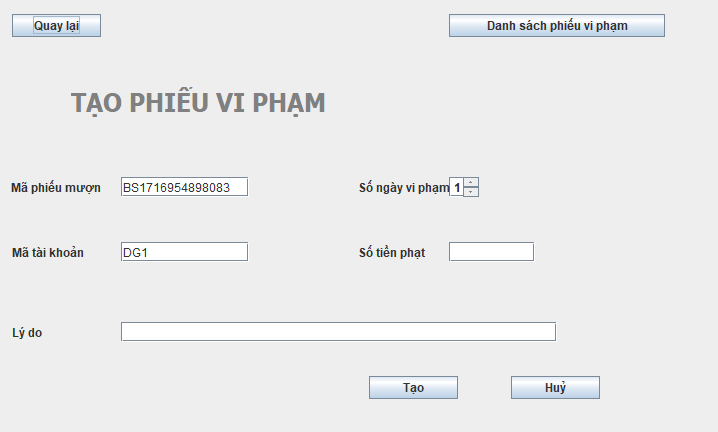 Quay lại Danh sách phiếu vi phạm
TẠO PHIẾU VI PHẠM
Mã phiếu mượn BS1716954898083 Số ngày vi phạm 1
Mã tài khoản DG1 Số tiền phạt
Lý do
Tạo Huỷ